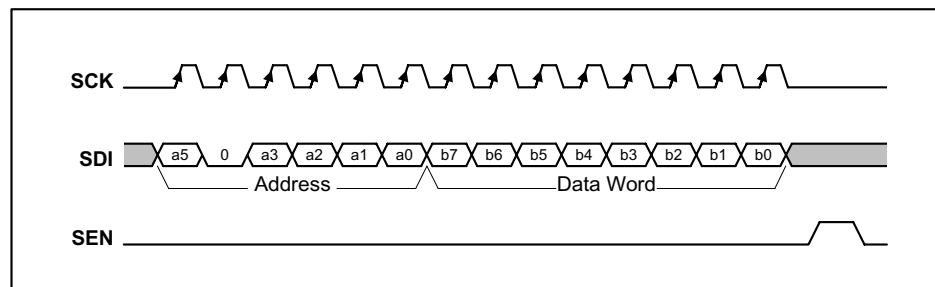 SCK
SDI a5 0 a3 a2 a1 a0 b7 b6 b5 b4 b3 b2 b1 b0
Address Data Word
SEN